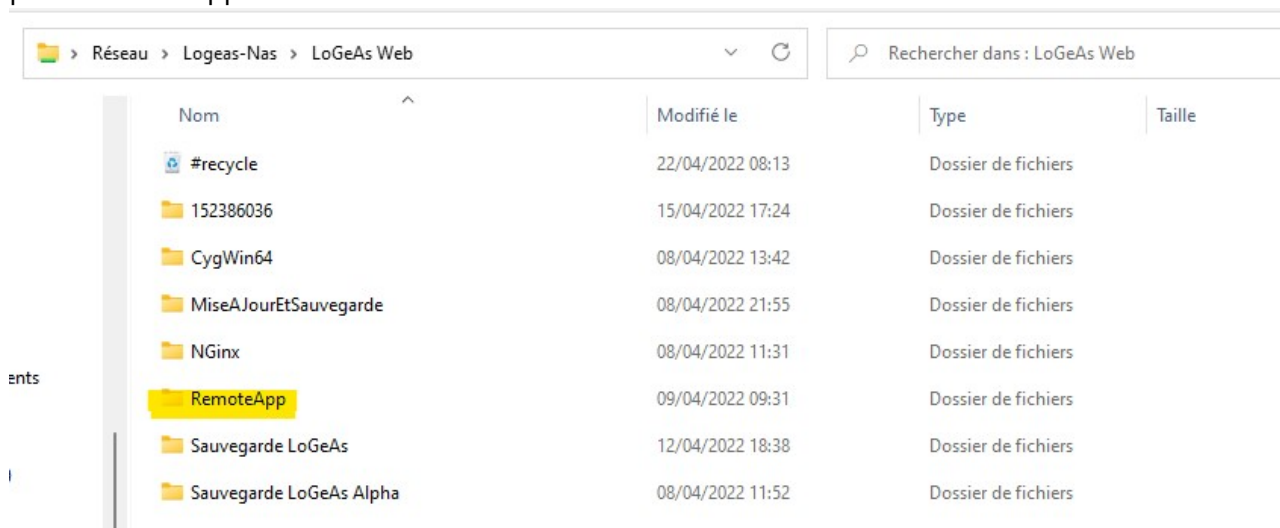 Réseau > Logeas-Nas > LoGeAs Web
Rechercher dans : LoGeAs Web
Nom Modifié le Type Taille
#recycle 22/04/2022 08:13 Dossier de fichiers
152386036 15/04/2022 17:24 Dossier de fichiers
CygWin64 08/04/2022 13:42 Dossier de fichiers
MiseAJourEtSauvegarde 08/04/2022 21:55 Dossier de fichiers
NGinx 08/04/2022 11:31 Dossier de fichiers
ents
RemoteApp 09/04/2022 09:31 Dossier de fichiers
Sauvegarde LoGeAs 12/04/2022 18:38 Dossier de fichiers
Sauvegarde LoGeAs Alpha 08/04/2022 11:52 Dossier de fichiers